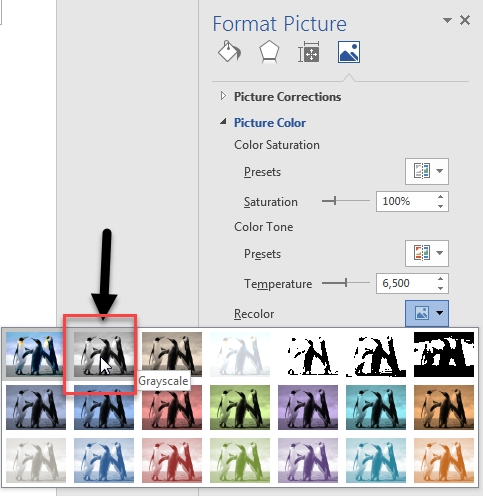 Format Picture
Picture Corrections
Picture Color
Color Saturation
Presets
Saturation 100%
Color Tone
Presets
Temperature 6,500
Recolor
Grayscale